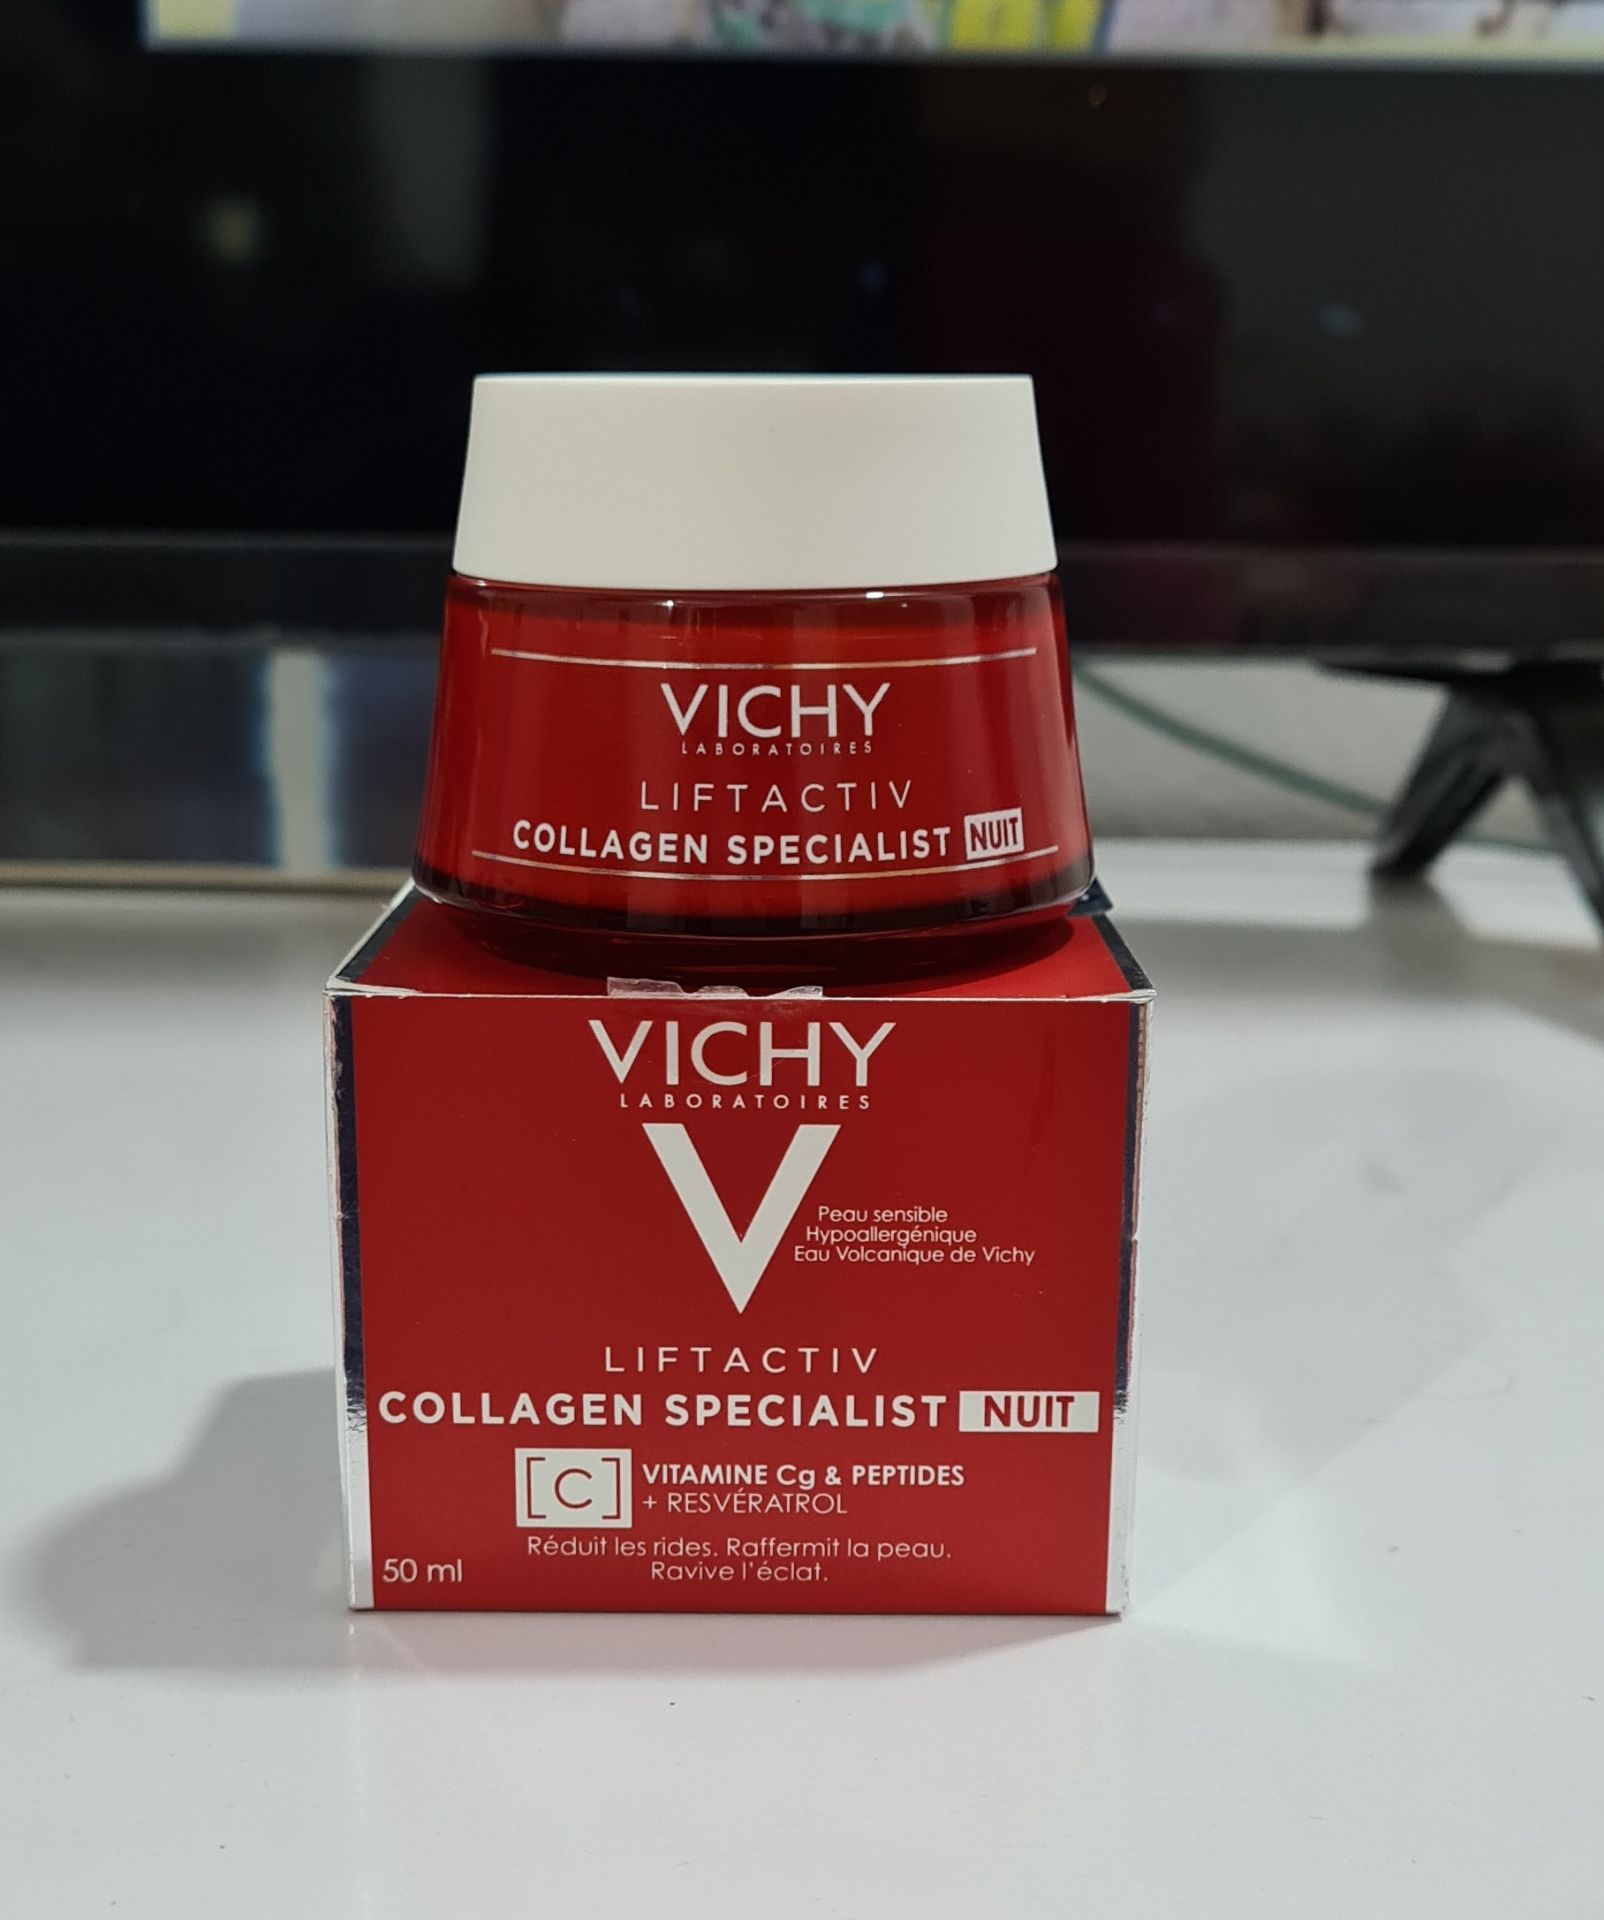 VICHY
LABORATOIRES
LIFTACTIV
COLLAGEN SPECIALIST NUIT
VICHY
LABORATOIRES
V
Peau sensible
Hypoallergénique
Eau Volcanique de Vichy
LIFTACTIV
COLLAGEN SPECIALIST NUIT
[C] VITAMINE Cg & PEPTIDES
+ RESVÉRATROL
Réduit les rides. Raffermit la peau.
Ravive l'éclat.
50 ml